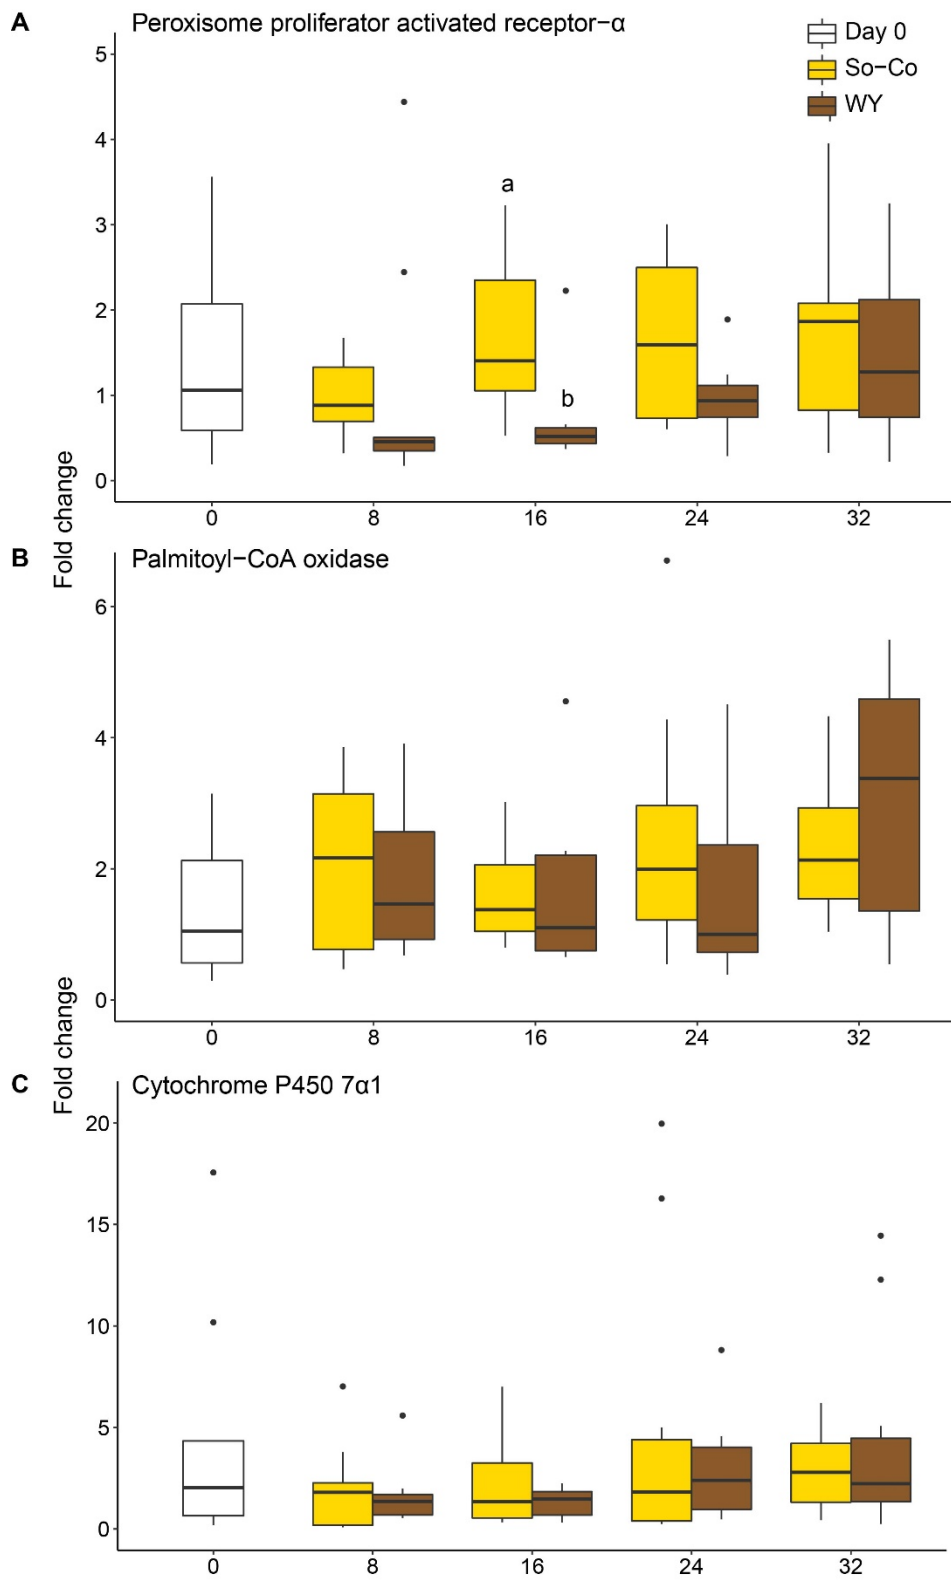 A
Peroxisome proliferator activated receptor−α
Day 0
So−Co
WY
5
4
3
2
1
0
a
b
0 8 16 24 32
Fold change
B
Palmitoyl−CoA oxidase
6
4
2
0
0 8 16 24 32
Fold change
C
Cytochrome P450 7α1
20
15
10
5
0
0 8 16 24 32